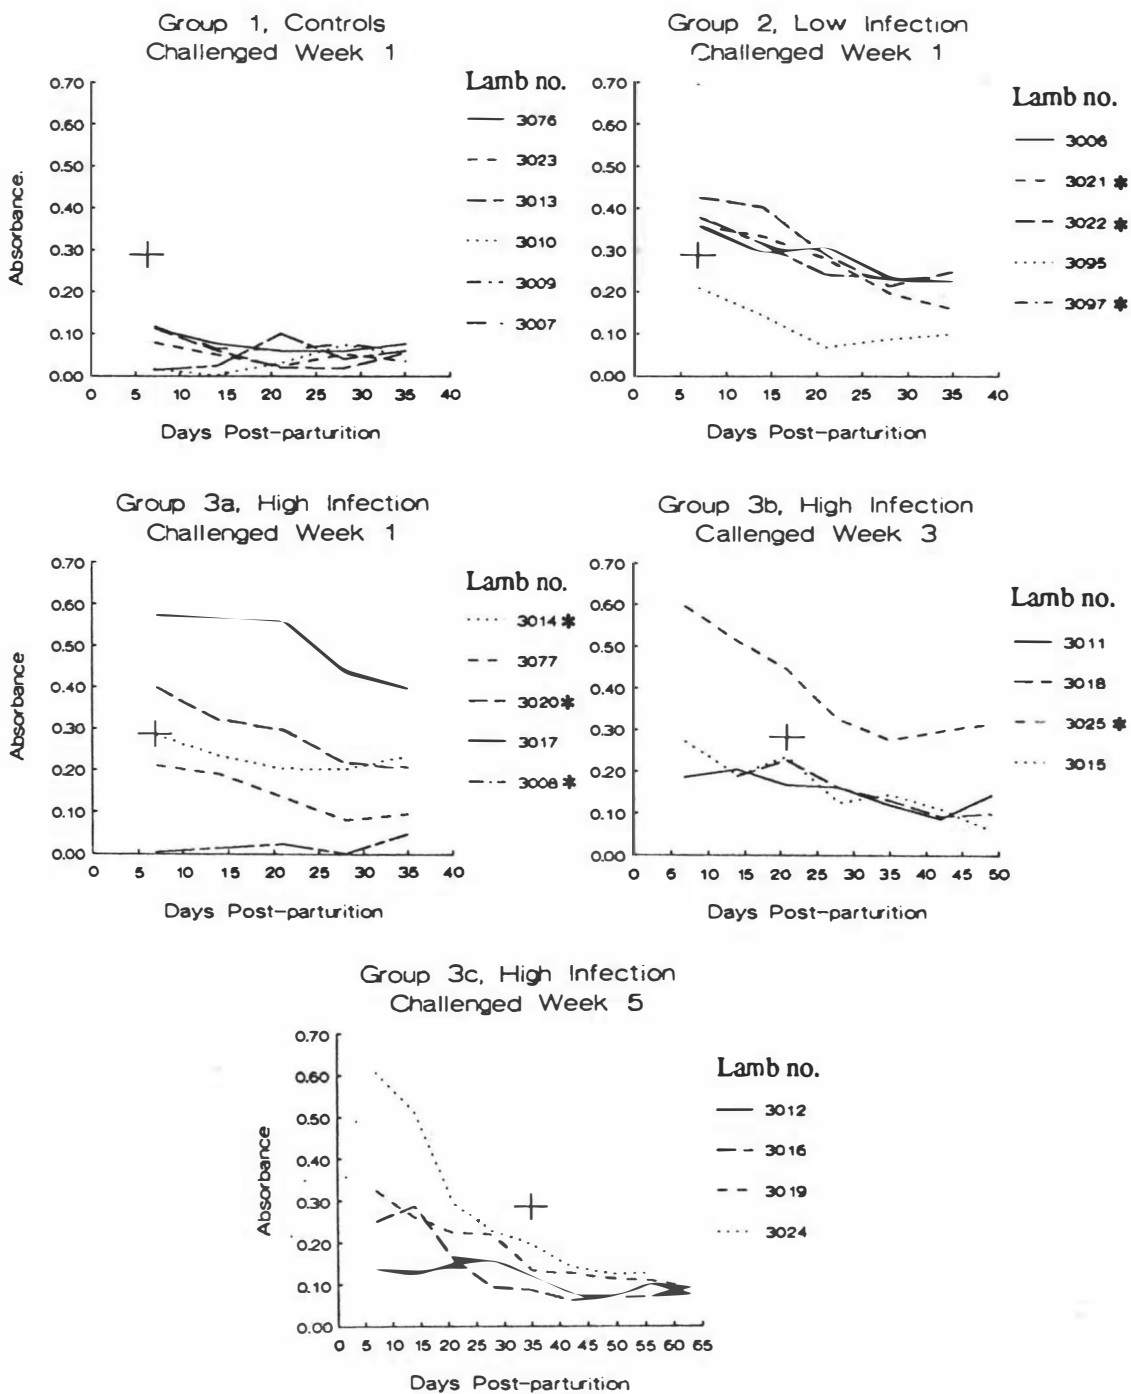 Group 1, Controls
Challenged Week 1
0.70
0.60
0.50
0.40
0.30
0.20
0.10
0.00
Absorbance.
0 5 10 15 20 25 30 35 40
Days Post-parturition
Lamb no.
3076
3023
3013
3010
3009
3007
Group 2, Low Infection
Challenged Week 1
0.70
0.60
0.50
0.40
0.30
0.20
0.10
0.00
0 5 10 15 20 25 30 35 40
Days Post-parturition
Lamb no.
3006
3021 *
3022 *
3095
3097 *
Group 3a, High Infection
Challenged Week 1
0.70
0.60
0.50
0.40
0.30
0.20
0.10
0.00
Absorbance
0 5 10 15 20 25 30 35 40
Days Post-parturition
Lamb no.
3014 *
3077
3020 *
3017
3008 *
Group 3b, High Infection
Callenged Week 3
0.70
0.60
0.50
0.40
0.30
0.20
0.10
0.00
0 6 10 15 20 25 30 35 40 45 50
Days Post-parturition
Lamb no.
3011
3018
3025 *
3015
Group 3c, High Infection
Challenged Week 5
0.70
0.60
0.50
0.40
0.30
0.20
0.10
0.00
Absorbance
0 5 10 15 20 25 30 35 40 45 50 55 60 65
Days Post-parturition
Lamb no.
3012
3016
3019
3024